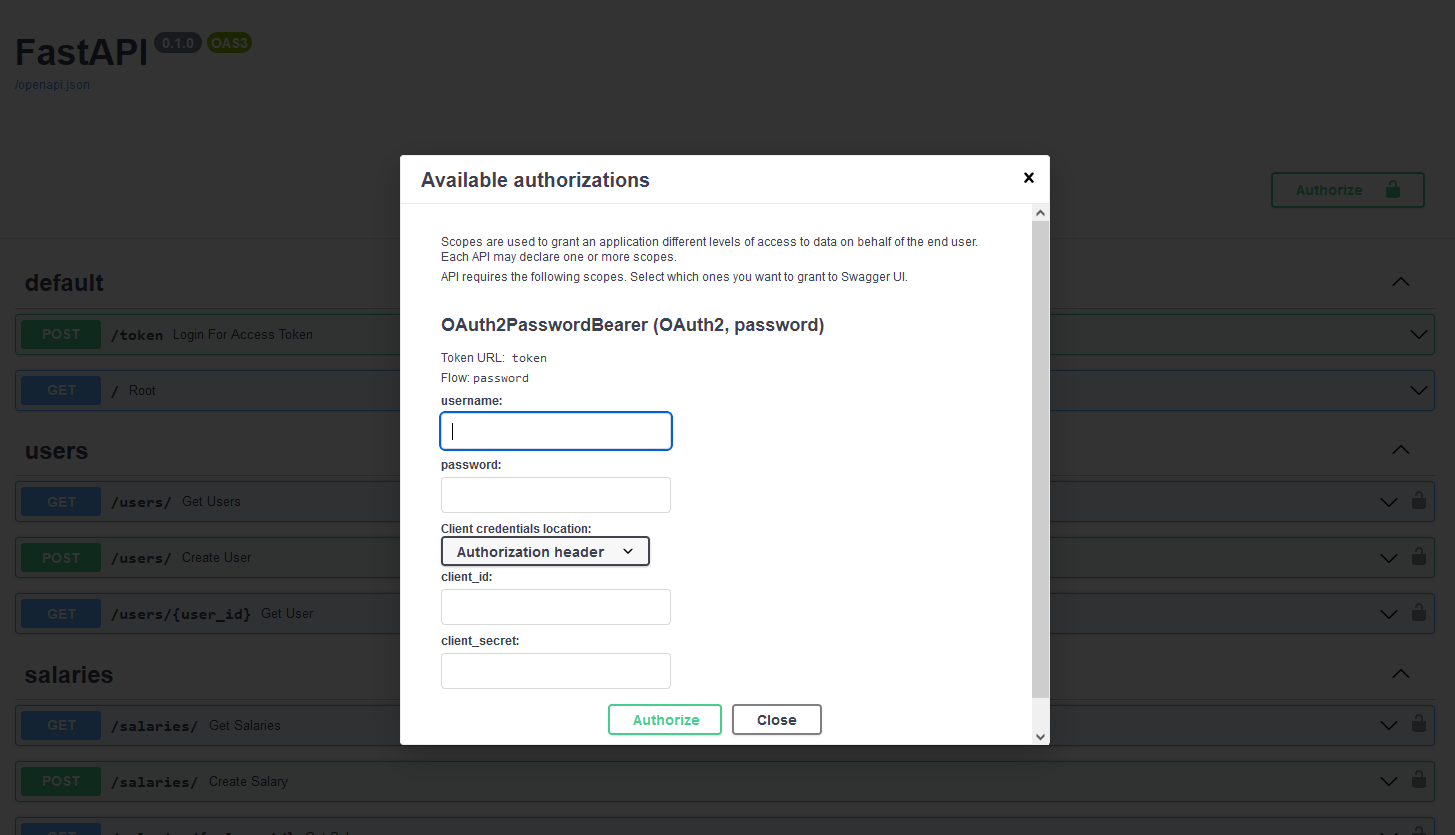 FastAPI 0.1.0 OAS3
/openapi.json
Authorize
Available authorizations
Scopes are used to grant an application different levels of access to data on behalf of the end user.
Each API may declare one or more scopes.
API requires the following scopes. Select which ones you want to grant to Swagger UI.
OAuth2PasswordBearer (OAuth2, password)
Token URL: token
Flow: password
username:
password:
Client credentials location:
Authorization header
client_id:
client_secret:
Authorize Close
default
POST /token Login For Access Token
GET / Root
users
GET /users/ Get Users
POST /users/ Create User
GET /users/{user_id} Get User
salaries
GET /salaries/ Get Salaries
POST /salaries/ Create Salary
GET